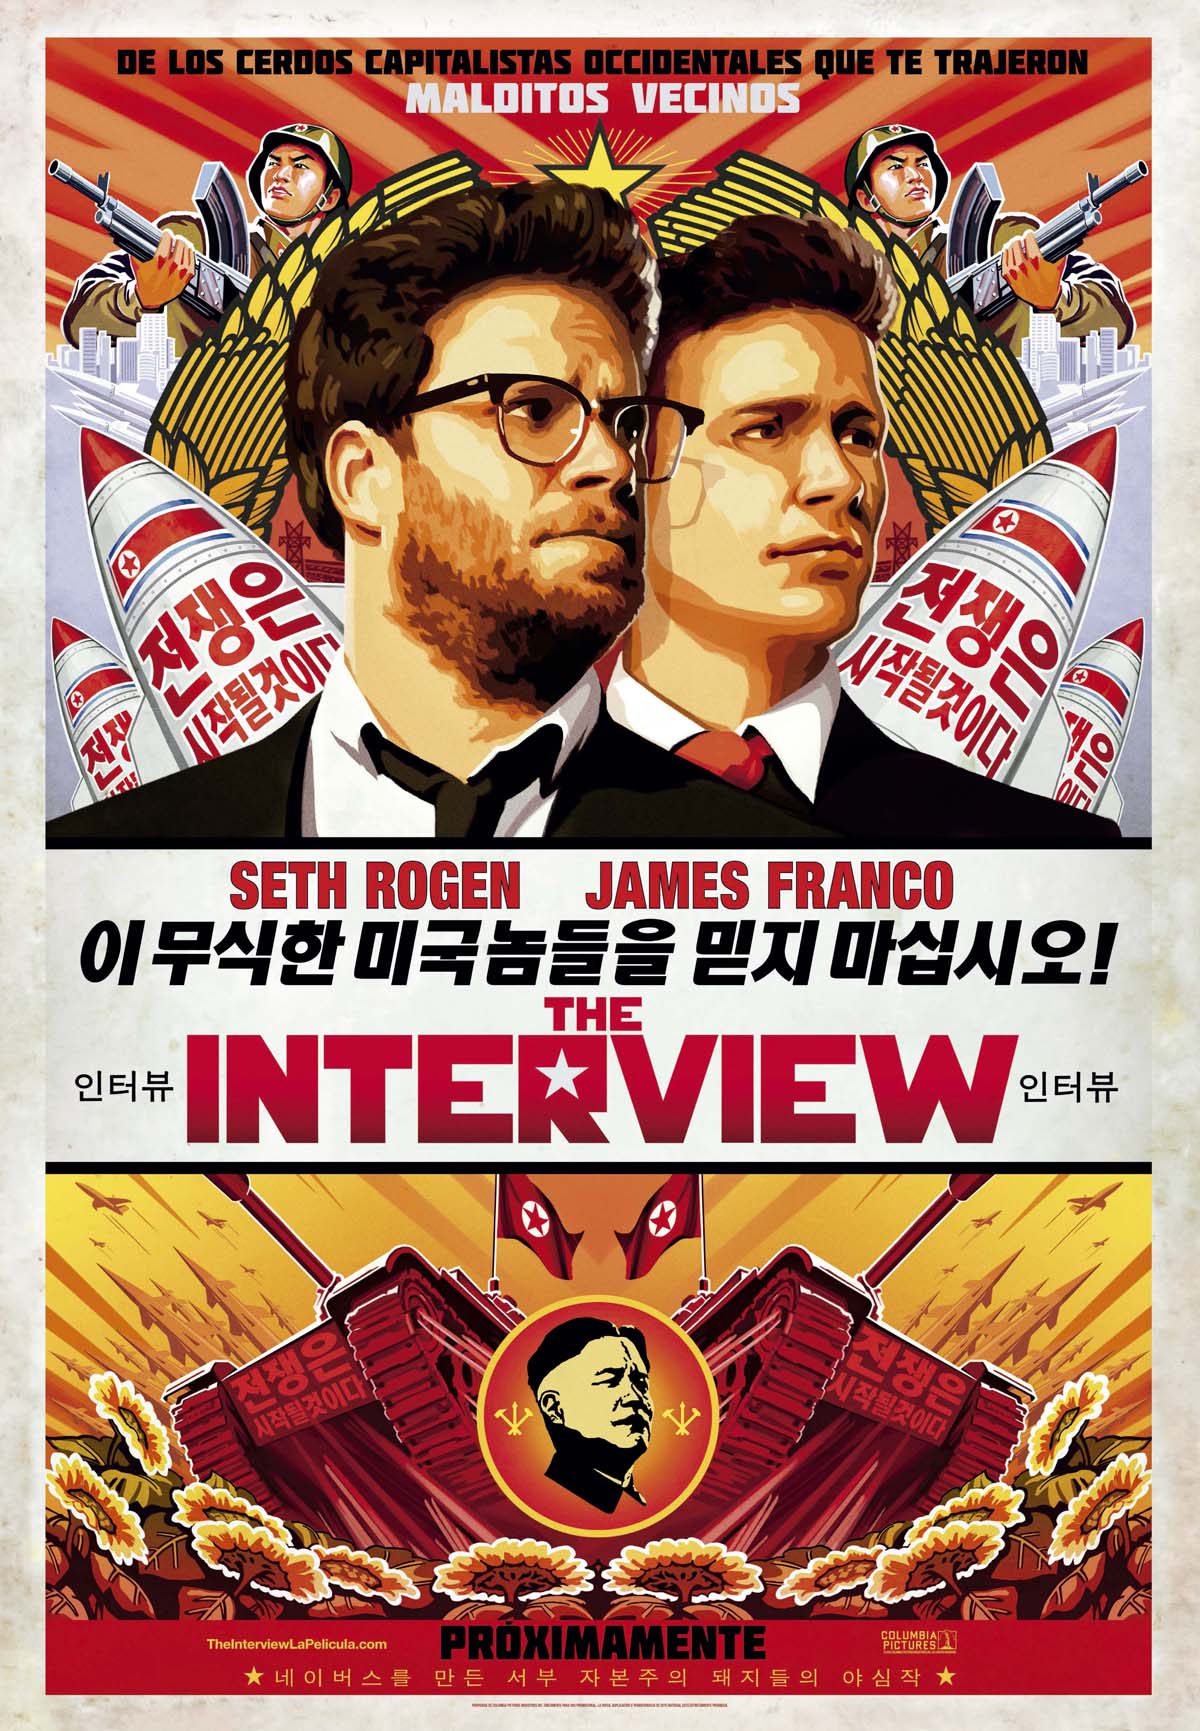 DE LOS CERDOS CAPITALISTAS OCCIDENTALES QUE TE TRAJERON
MALDITOS VECINOS
전쟁은
시작될것이다
전쟁은
시작될것이다
전쟁
전쟁은
SETH ROGEN JAMES FRANCO
이 무식한 미국놈들을 믿지 마십시오!
THE
인터뷰 INTERVIEW 인터뷰
전쟁은
시작될것이다
전쟁은
시작될것이다
TheInterviewLaPelicula.com PRÓXIMAMENTE COLUMBIA
PICTURES
네이버스를 만든 서부 자본주의 돼지들의 야심작